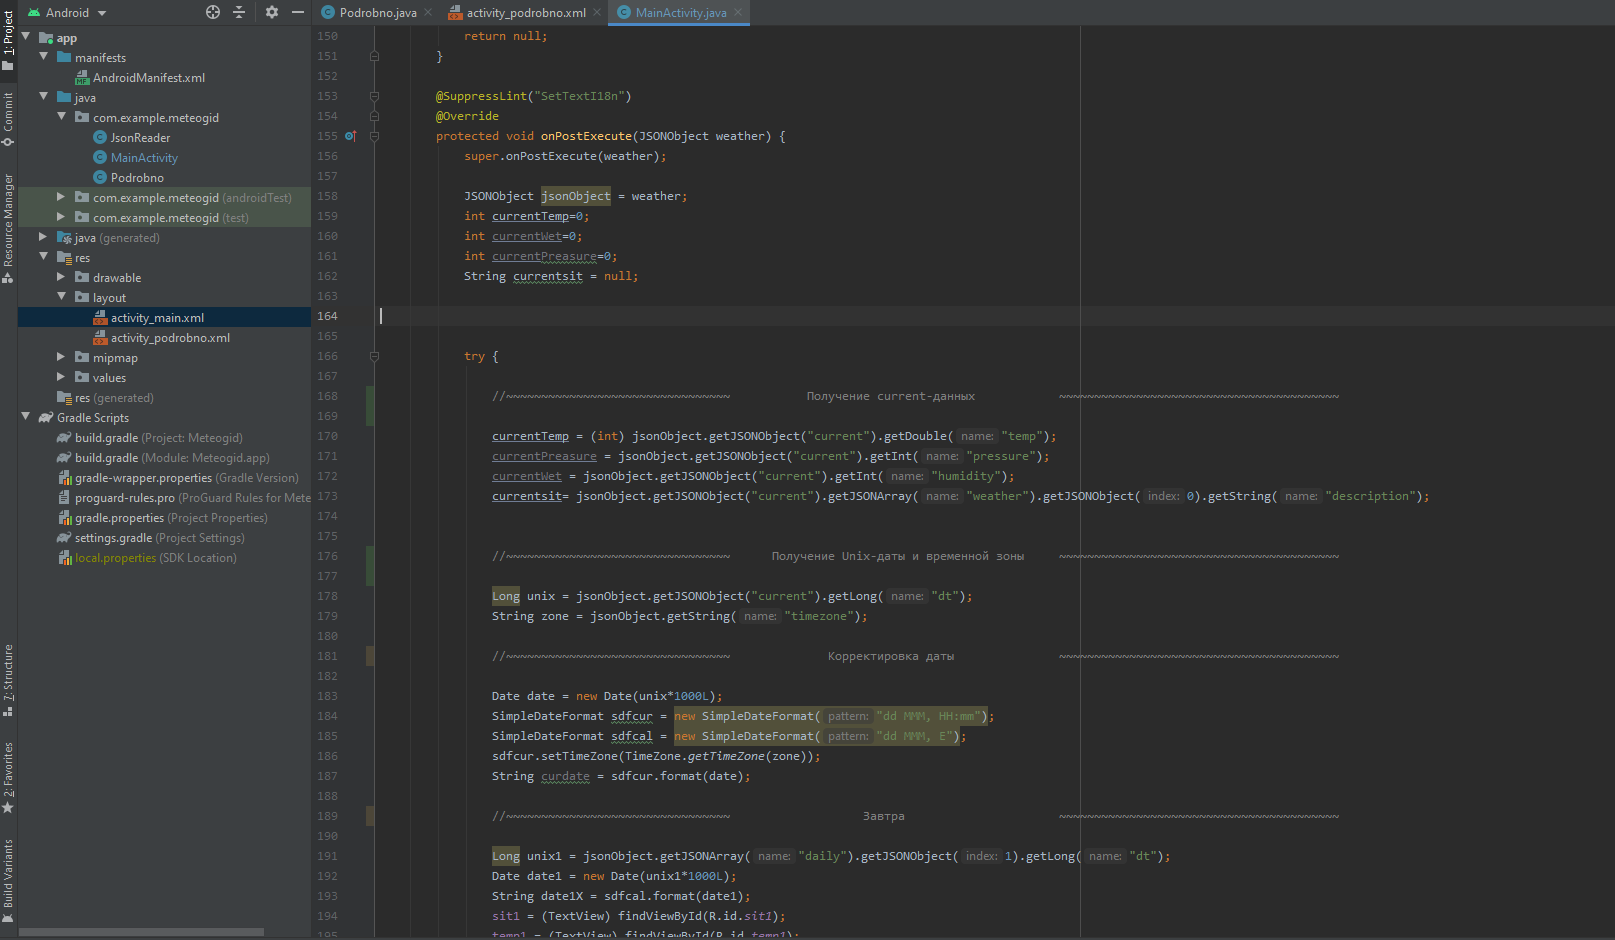 Android
Podrobno.java
activity_podrobno.xml
MainActivity.java
1: Project
Commit
Resource Manager
7: Structure
2: Favorites
Build Variants
app
manifests
AndroidManifest.xml
java
com.example.meteogid
JsonReader
MainActivity
Podrobno
com.example.meteogid (androidTest)
com.example.meteogid (test)
java (generated)
res
drawable
layout
activity_main.xml
activity_podrobno.xml
mipmap
values
res (generated)
Gradle Scripts
build.gradle (Project: Meteogid)
build.gradle (Module: Meteogid.app)
gradle-wrapper.properties (Gradle Version)
proguard-rules.pro (ProGuard Rules for Mete
gradle.properties (Project Properties)
settings.gradle (Project Settings)
local.properties (SDK Location)
150 return null;
151 }
152
153 @SuppressLint("SetTextI18n")
154 @Override
155 protected void onPostExecute(JSONObject weather) {
156 super.onPostExecute(weather);
157
158 JSONObject jsonObject = weather;
159 int currentTemp=0;
160 int currentWet=0;
161 int currentPreasure=0;
162 String currentsit = null;
163
164
165
166 try {
167
168 //~~~~~~~~~~~~~~~~~~~~~~~~~~~~~~~~ Получение current-данных ~~~~~~~~~~~~~~~~~~~~~~~~~~~~~~~~~~~~~~~~
169
170 currentTemp = (int) jsonObject.getJSONObject("current").getDouble( name: "temp");
171 currentPreasure = jsonObject.getJSONObject("current").getInt( name: "pressure");
172 currentWet = jsonObject.getJSONObject("current").getInt( name: "humidity");
173 currentsit= jsonObject.getJSONObject("current").getJSONArray( name: "weather").getJSONObject( index: 0).getString( name: "description");
174
175
176 //~~~~~~~~~~~~~~~~~~~~~~~~~~~~~~~~ Получение Unix-даты и временной зоны ~~~~~~~~~~~~~~~~~~~~~~~~~~~~~~~~~~~~~~~~
177
178 Long unix = jsonObject.getJSONObject("current").getLong( name: "dt");
179 String zone = jsonObject.getString( name: "timezone");
180
181 //~~~~~~~~~~~~~~~~~~~~~~~~~~~~~~~~ Корректировка даты ~~~~~~~~~~~~~~~~~~~~~~~~~~~~~~~~~~~~~~~~
182
183 Date date = new Date(unix*1000L);
184 SimpleDateFormat sdfcur = new SimpleDateFormat( pattern: "dd MMM, HH:mm");
185 SimpleDateFormat sdfcal = new SimpleDateFormat( pattern: "dd MMM, E");
186 sdfcur.setTimeZone(TimeZone.getTimeZone(zone));
187 String curdate = sdfcur.format(date);
188
189 //~~~~~~~~~~~~~~~~~~~~~~~~~~~~~~~~ Завтра ~~~~~~~~~~~~~~~~~~~~~~~~~~~~~~~~~~~~~~~~
190
191 Long unix1 = jsonObject.getJSONArray( name: "daily").getJSONObject( index: 1).getLong( name: "dt");
192 Date date1 = new Date(unix1*1000L);
193 String date1X = sdfcal.format(date1);
194 sit1 = (TextView) findViewById(R.id.sit1);
195 temp1 = (TextView) findViewById(R.id.temp1);